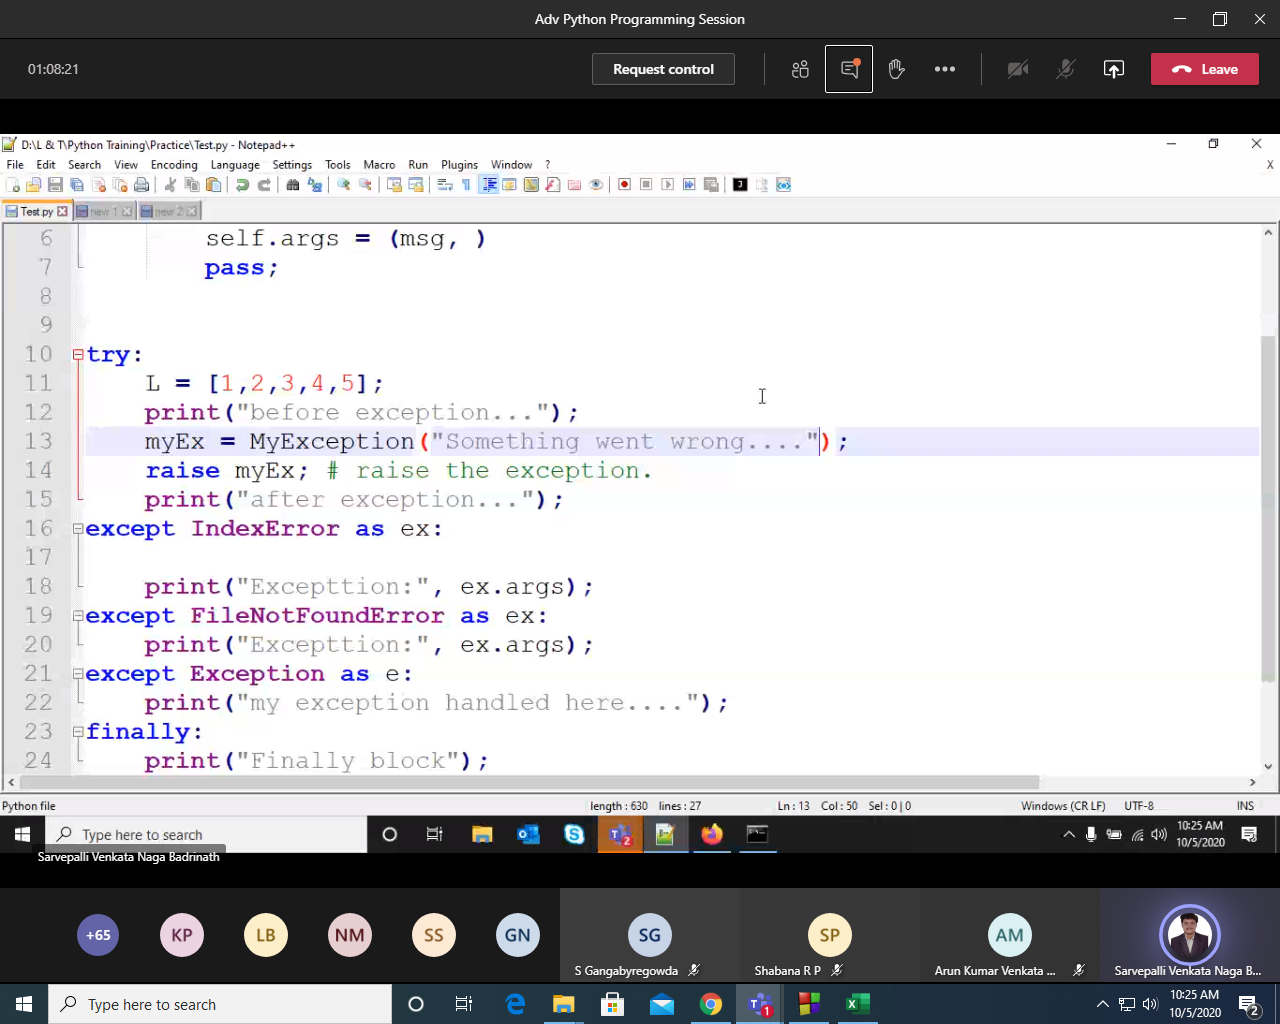 Adv Python Programming Session
01:08:21
Request control
Leave
D:\L & T\Python Training\Practice\Test.py - Notepad++
File Edit Search View Encoding Language Settings Tools Macro Run Plugins Window ?
X
Test.py new 1 new 2
6 self.args = (msg, )
7 pass;
8
9
10 try:
11 L = [1,2,3,4,5];
12 print("before exception...");
13 myEx = MyException("Something went wrong....");
14 raise myEx; # raise the exception.
15 print("after exception...");
16 except IndexError as ex:
17
18 print("Excepttion:", ex.args);
19 except FileNotFoundError as ex:
20 print("Excepttion:", ex.args);
21 except Exception as e:
22 print("my exception handled here....");
23 finally:
24 print("Finally block");
Python file length : 630 lines : 27 Ln : 13 Col : 50 Sel : 0 | 0 Windows (CR LF) UTF-8 INS
Type here to search
2
10:25 AM
10/5/2020
Sarvepalli Venkata Naga Badrinath
+65 KP LB NM SS GN SG SP AM
S Gangabyregowda Shabana R P Arun Kumar Venkata ... Sarvepalli Venkata Naga B...
Type here to search
1
10:25 AM
10/5/2020
2